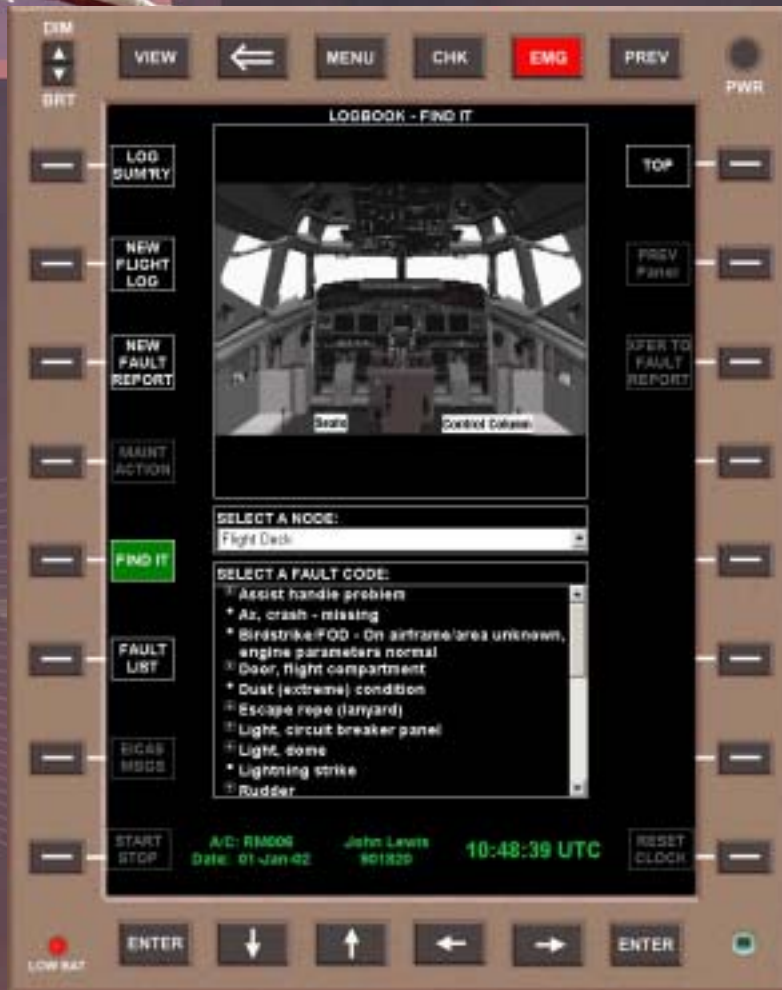 DIM
BRT
VIEW
MENU
CHK
EMG
PREV
PWR
LOGBOOK - FIND IT
LOG
SUM'RY
NEW
FLIGHT
LOG
NEW
FAULT
REPORT
MAINT
ACTION
FIND IT
FAULT
LIST
EICAS
MSGS
START
STOP
TOP
PREV
Panel
XFER TO
FAULT
REPORT
RESET
CLOCK
Seats
Control Column
SELECT A NODE:
Flight Deck
SELECT A FAULT CODE:
Assist handle problem
* Ax, crash - missing
* Birdstrike/FOD - On airframe/area unknown,
engine parameters normal
Door, flight compartment
* Dust (extreme) condition
Escape rope (lanyard)
Light, circuit breaker panel
Light, dome
* Lightning strike
Rudder
A/C: RM006
Date: 01-Jan-02
John Lewis
901820
10:48:39 UTC
LOW BAT
ENTER
ENTER